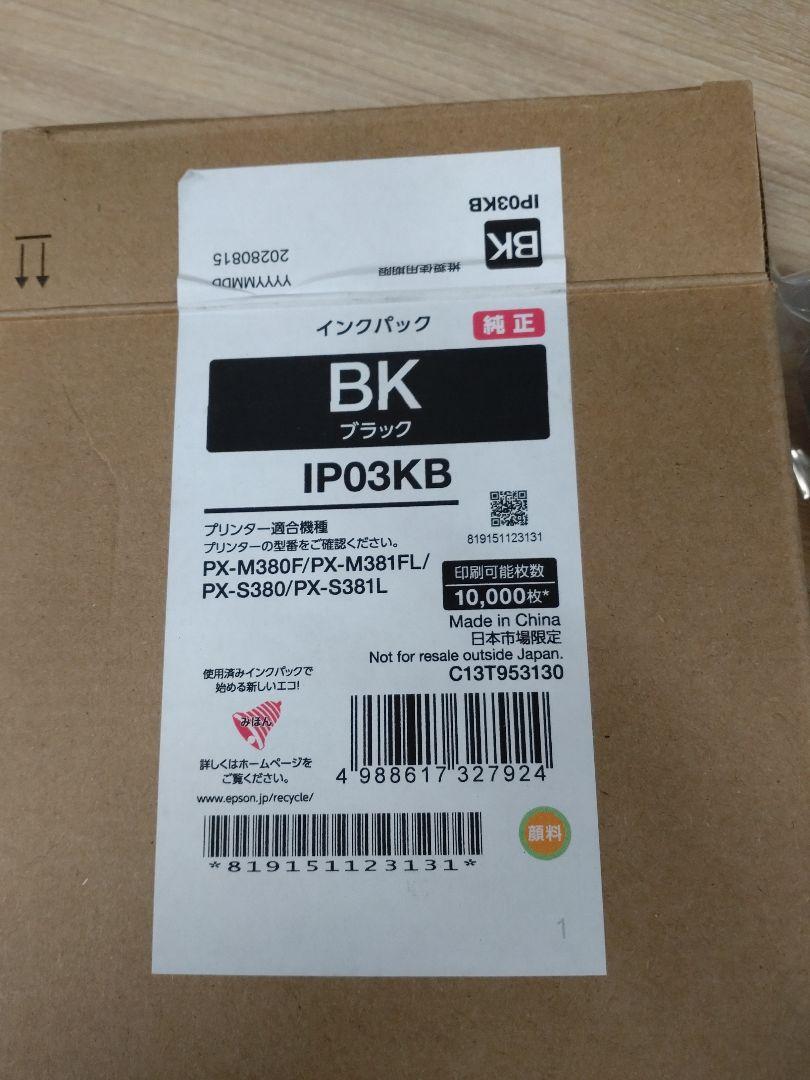 IP03KB
BK
推奨使用期限
YYYYMMDD
20280815
インクパック
純正
BK
ブラック
IP03KB
プリンター適合機種
プリンターの型番をご確認ください。
PX-M380F/PX-M381FL/
PX-S380/PX-S381L
819151123131
印刷可能枚数
10,000枚*
Made in China
日本市場限定
Not for resale outside Japan.
C13T953130
使用済みインクパックで
始める新しいエコ!
みほん
詳しくはホームページを
ご覧ください。
www.epson.jp/recycle/
4 988617 327924
*819151123131*
顔料
1